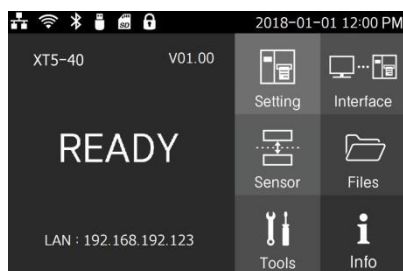 SD
2018-01-01 12:00 PM
XT5-40
V01.00
READY
LAN : 192.168.192.123
Setting
Interface
Sensor
Files
Tools
Info